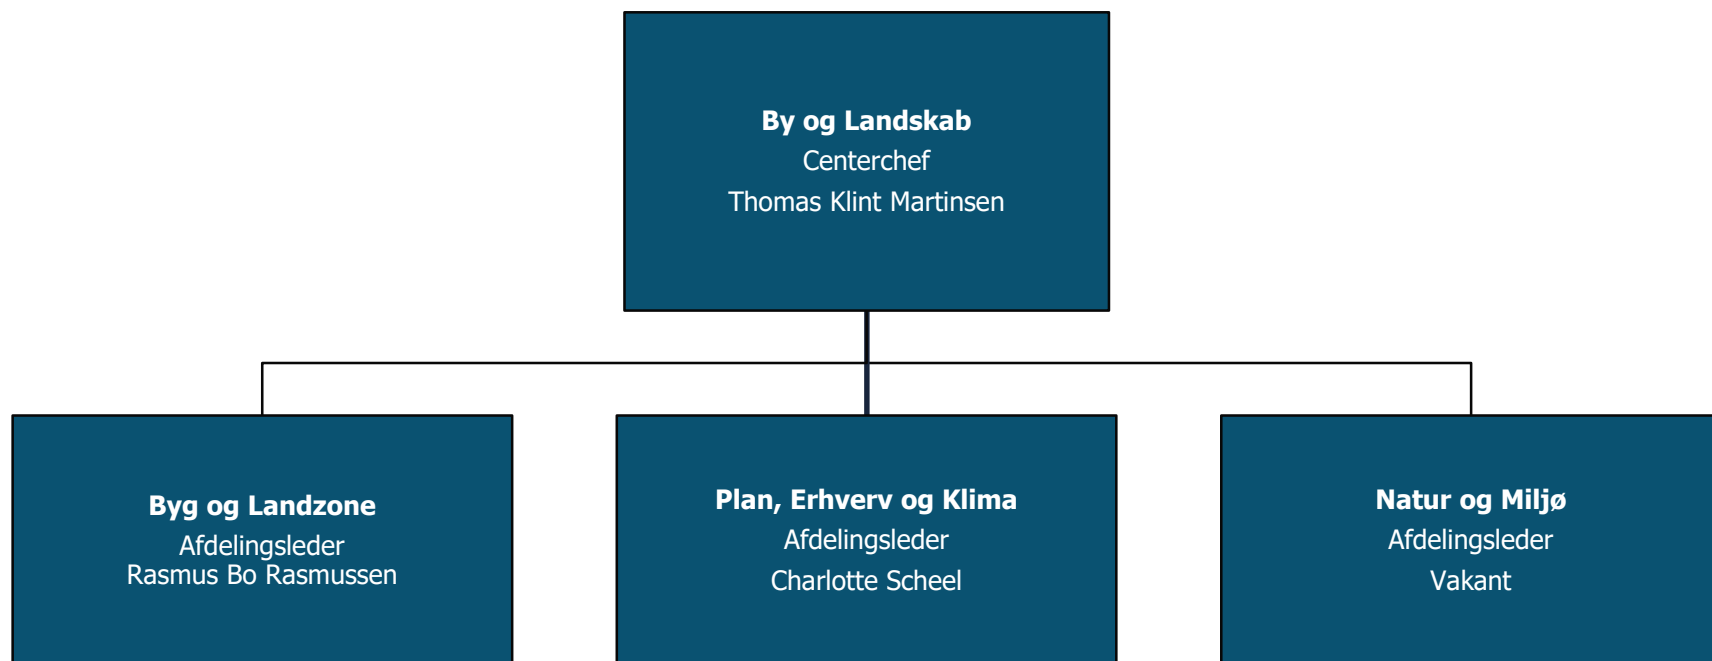 By og Landskab
Centerchef
Thomas Klint Martinsen
Byg og Landzone
Afdelingsleder
Rasmus Bo Rasmussen
Plan, Erhverv og Klima
Afdelingsleder
Charlotte Scheel
Natur og Miljø
Afdelingsleder
Vakant